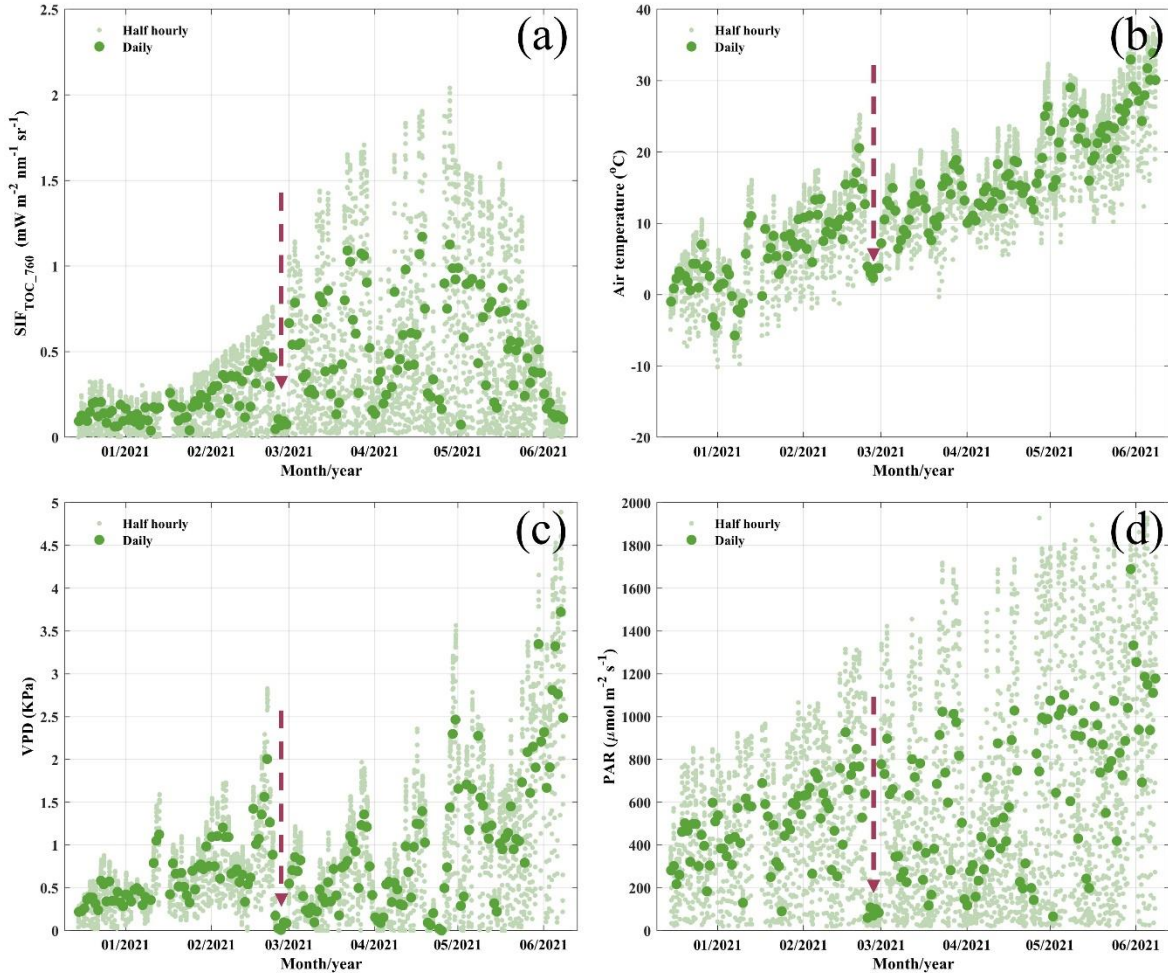 (a)
Half hourly
Daily
2.5
2
1.5
1
0.5
0
SIF_TOC_760 (mW m⁻² nm⁻¹ sr⁻¹)
01/2021 02/2021 03/2021 04/2021 05/2021 06/2021
Month/year
(b)
Half hourly
Daily
40
30
20
10
0
-10
-20
Air temperature (°C)
01/2021 02/2021 03/2021 04/2021 05/2021 06/2021
Month/year
(c)
Half hourly
Daily
5
4.5
4
3.5
3
2.5
2
1.5
1
0.5
0
VPD (KPa)
01/2021 02/2021 03/2021 04/2021 05/2021 06/2021
Month/year
(d)
Half hourly
Daily
2000
1800
1600
1400
1200
1000
800
600
400
200
0
PAR (μmol m⁻² s⁻¹)
01/2021 02/2021 03/2021 04/2021 05/2021 06/2021
Month/year